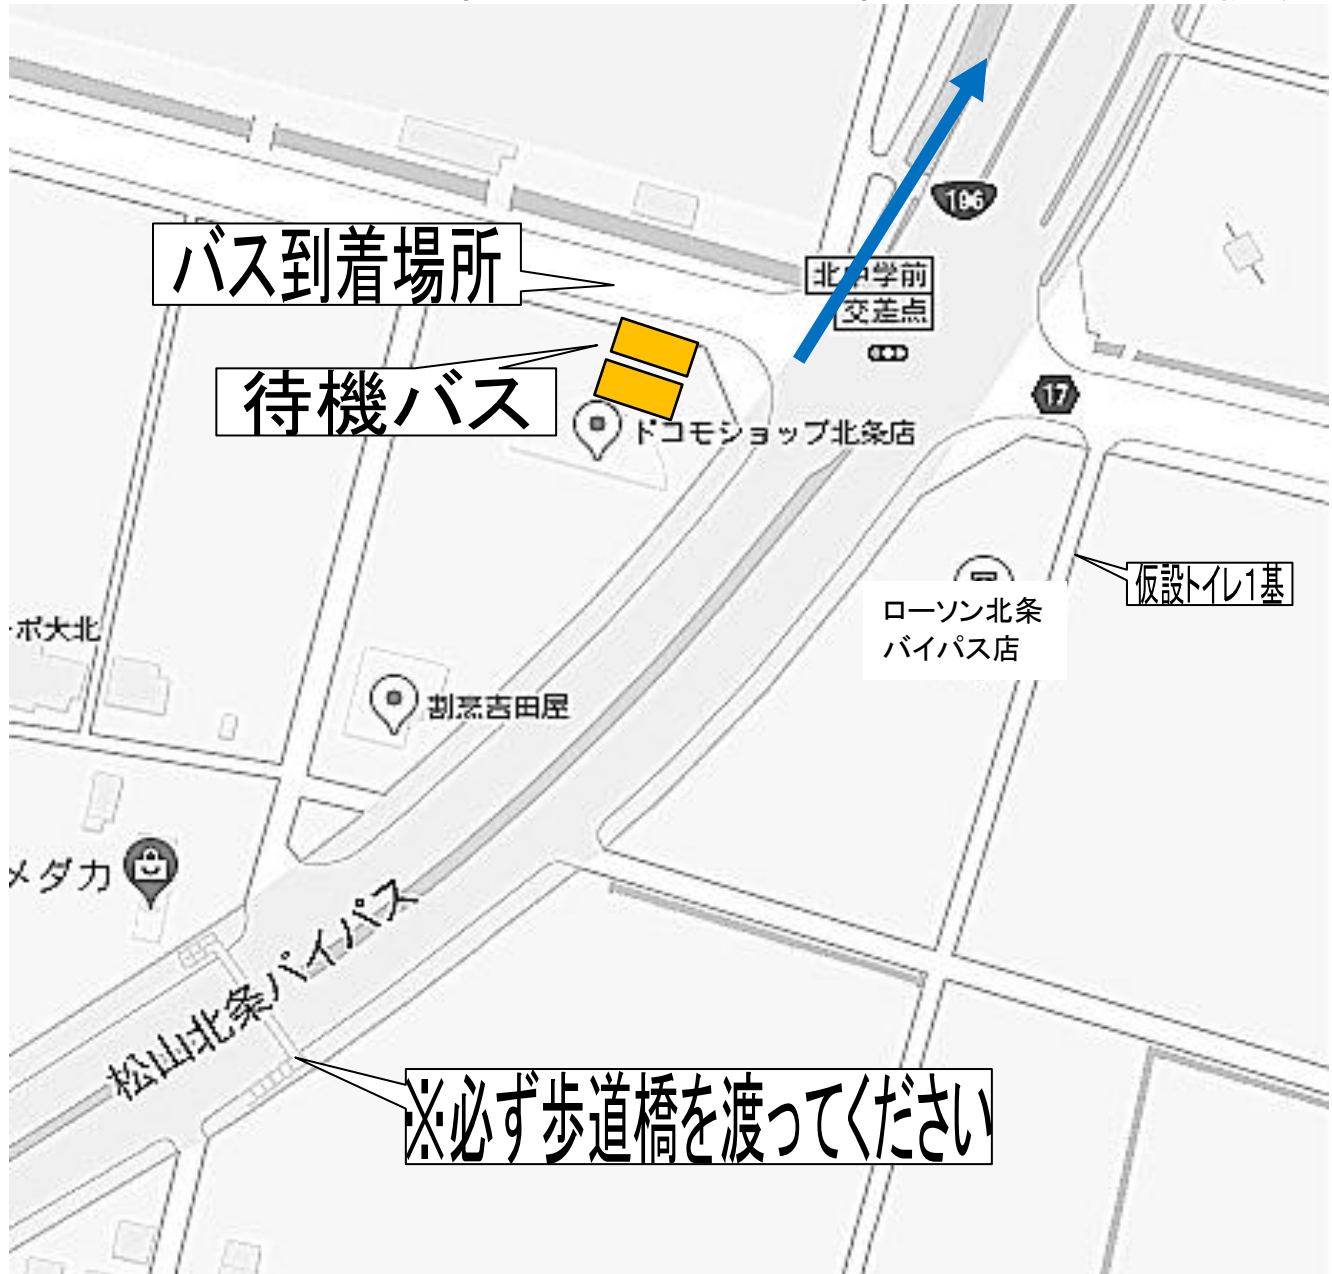 196
バス到着場所
北中学前
交差点
待機バス
17
ドコモショップ北条店
仮設トイレ1基
ローソン北条
バイパス店
ーポ大北
割烹吉田屋
メダカ
松山北条バイパス
※必ず歩道橋を渡ってください